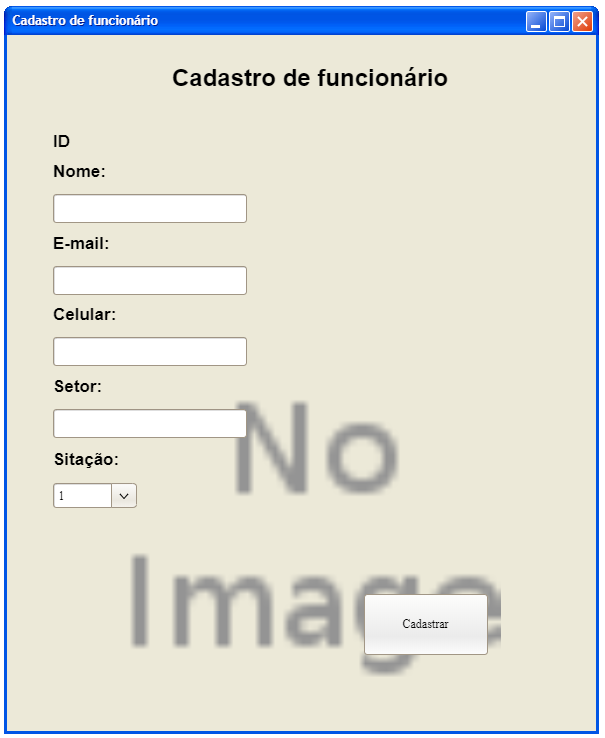 Cadastro de funcionário
Cadastro de funcionário
ID
Nome:
E-mail:
Celular:
Setor:
No
Sitação:
1
Image
Cadastrar